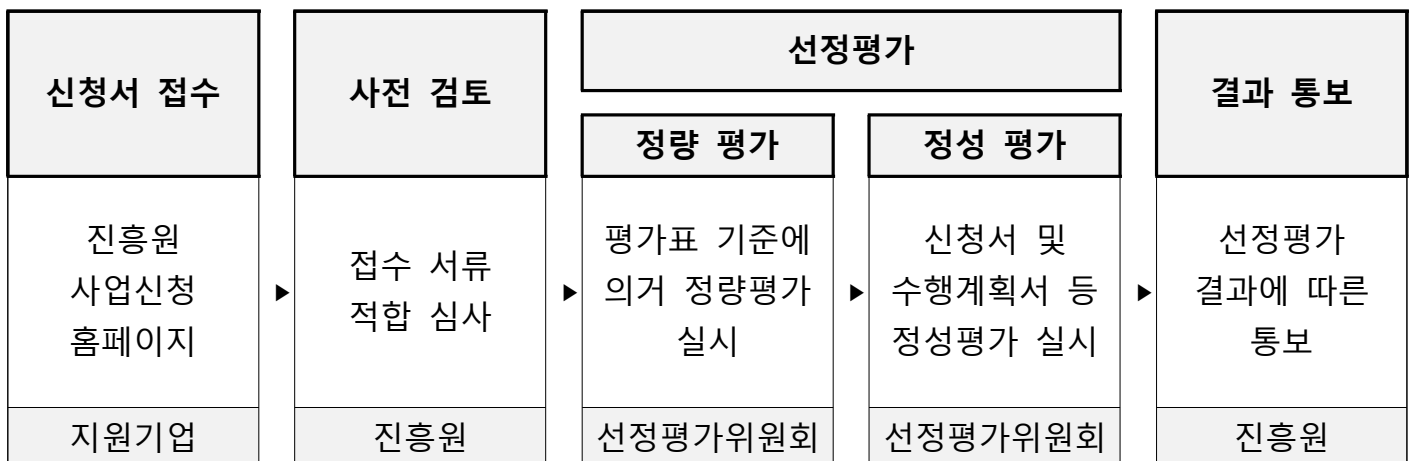 신청서 접수
사전 검토
선정평가
정량 평가
정성 평가
결과 통보
진흥원
사업신청
홈페이지
▶
접수 서류
적합 심사
▶
평가표 기준에
의거 정량평가
실시
▶
신청서 및
수행계획서 등
정성평가 실시
▶
선정평가
결과에 따른
통보
지원기업
진흥원
선정평가위원회
선정평가위원회
진흥원